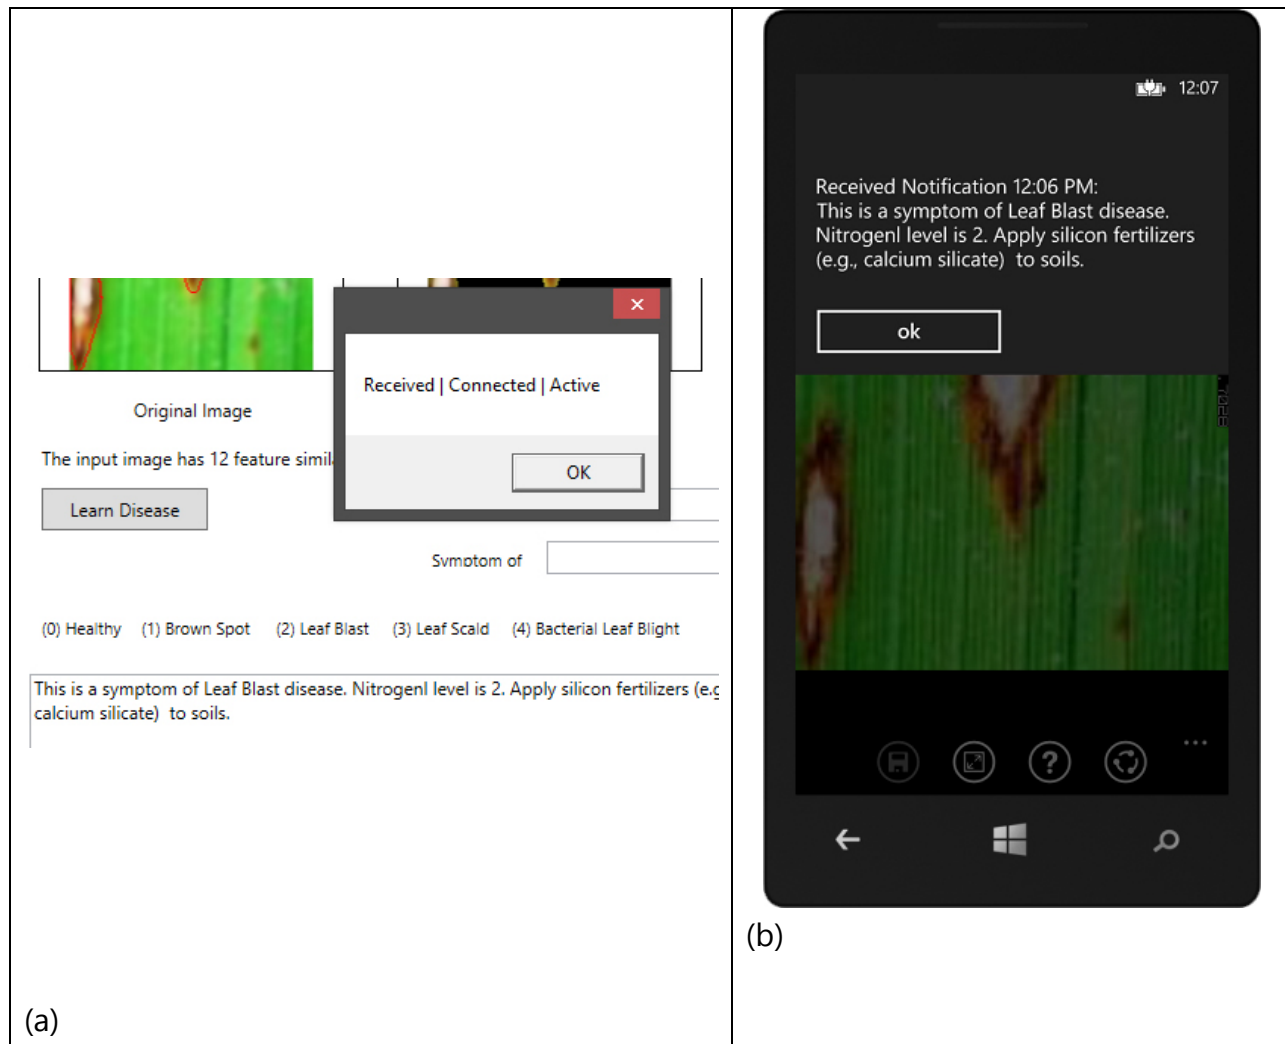 Received | Connected | Active
OK
Original Image
The input image has 12 feature simil
Learn Disease
Symptom of
(0) Healthy (1) Brown Spot (2) Leaf Blast (3) Leaf Scald (4) Bacterial Leaf Blight
This is a symptom of Leaf Blast disease. Nitrogenl level is 2. Apply silicon fertilizers (e.g
calcium silicate) to soils.
(a)
12:07
Received Notification 12:06 PM:
This is a symptom of Leaf Blast disease.
Nitrogenl level is 2. Apply silicon fertilizers
(e.g., calcium silicate) to soils.
ok
(b)